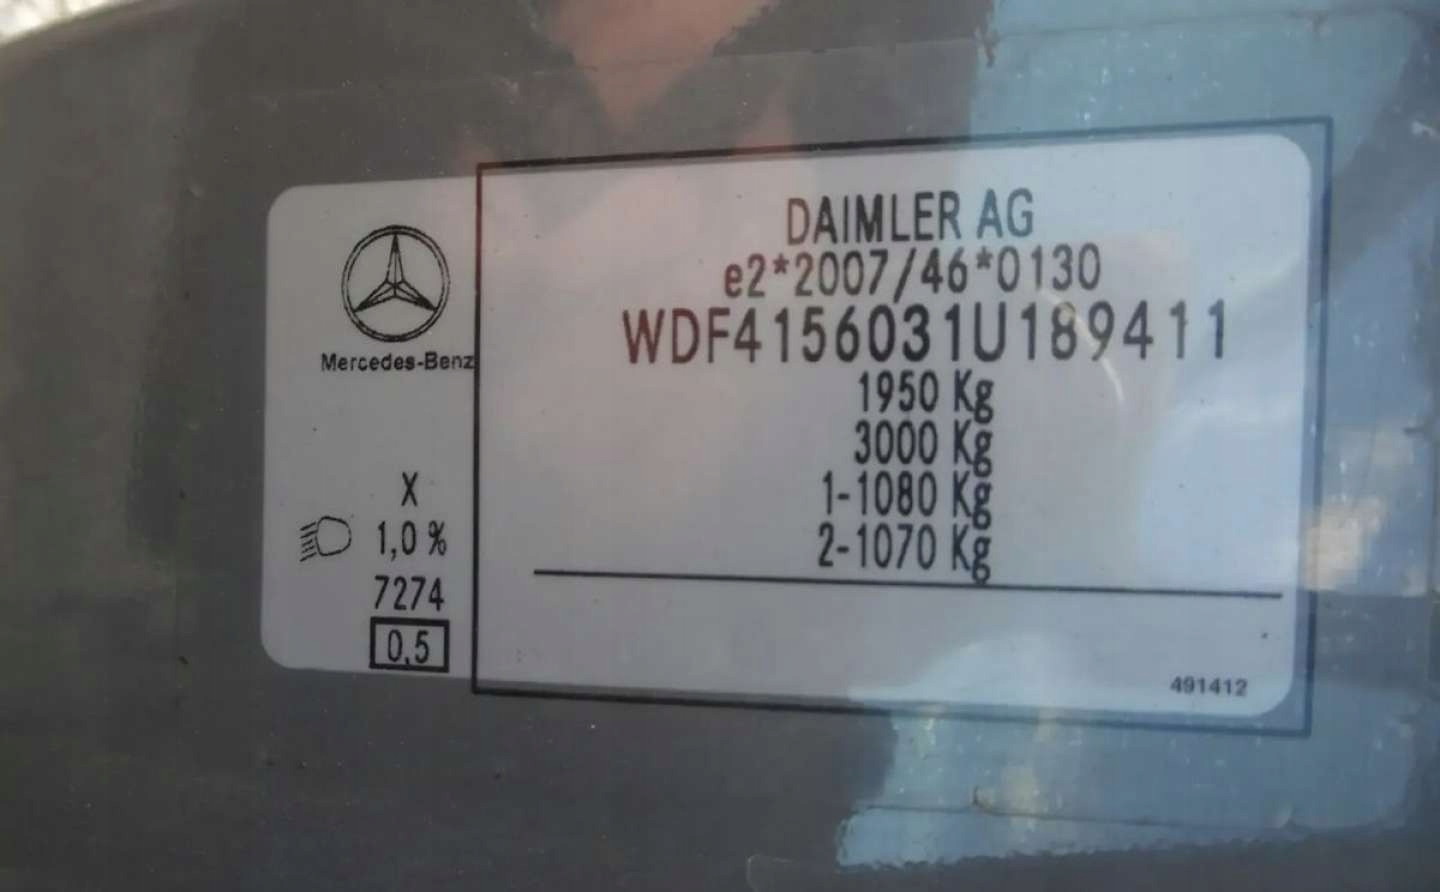 Mercedes-Benz
X
1,0 %
7274
0,5
DAIMLER AG
e2*2007/46*0130
WDF4156031U189411
1950 Kg
3000 Kg
1-1080 Kg
2-1070 Kg
491412